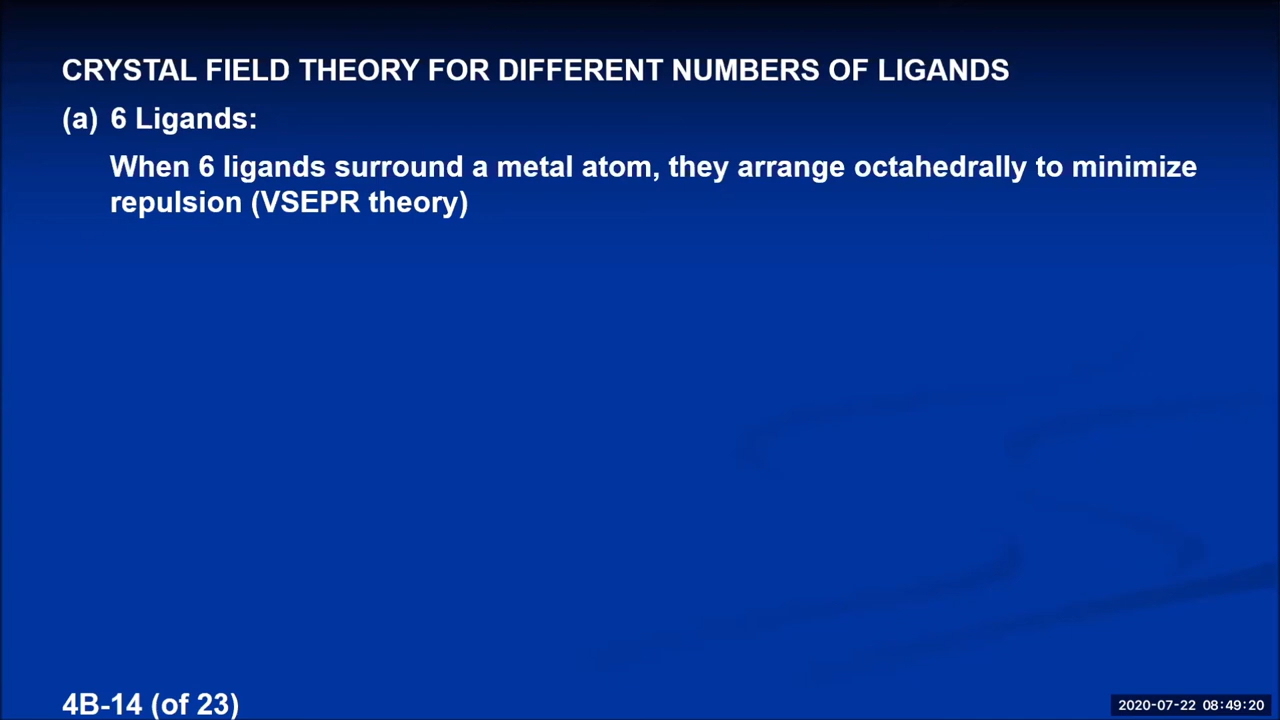 CRYSTAL FIELD THEORY FOR DIFFERENT NUMBERS OF LIGANDS
(a) 6 Ligands:
When 6 ligands surround a metal atom, they arrange octahedrally to minimize
repulsion (VSEPR theory)
4B-14 (of 23)
2020-07-22 08:49:20